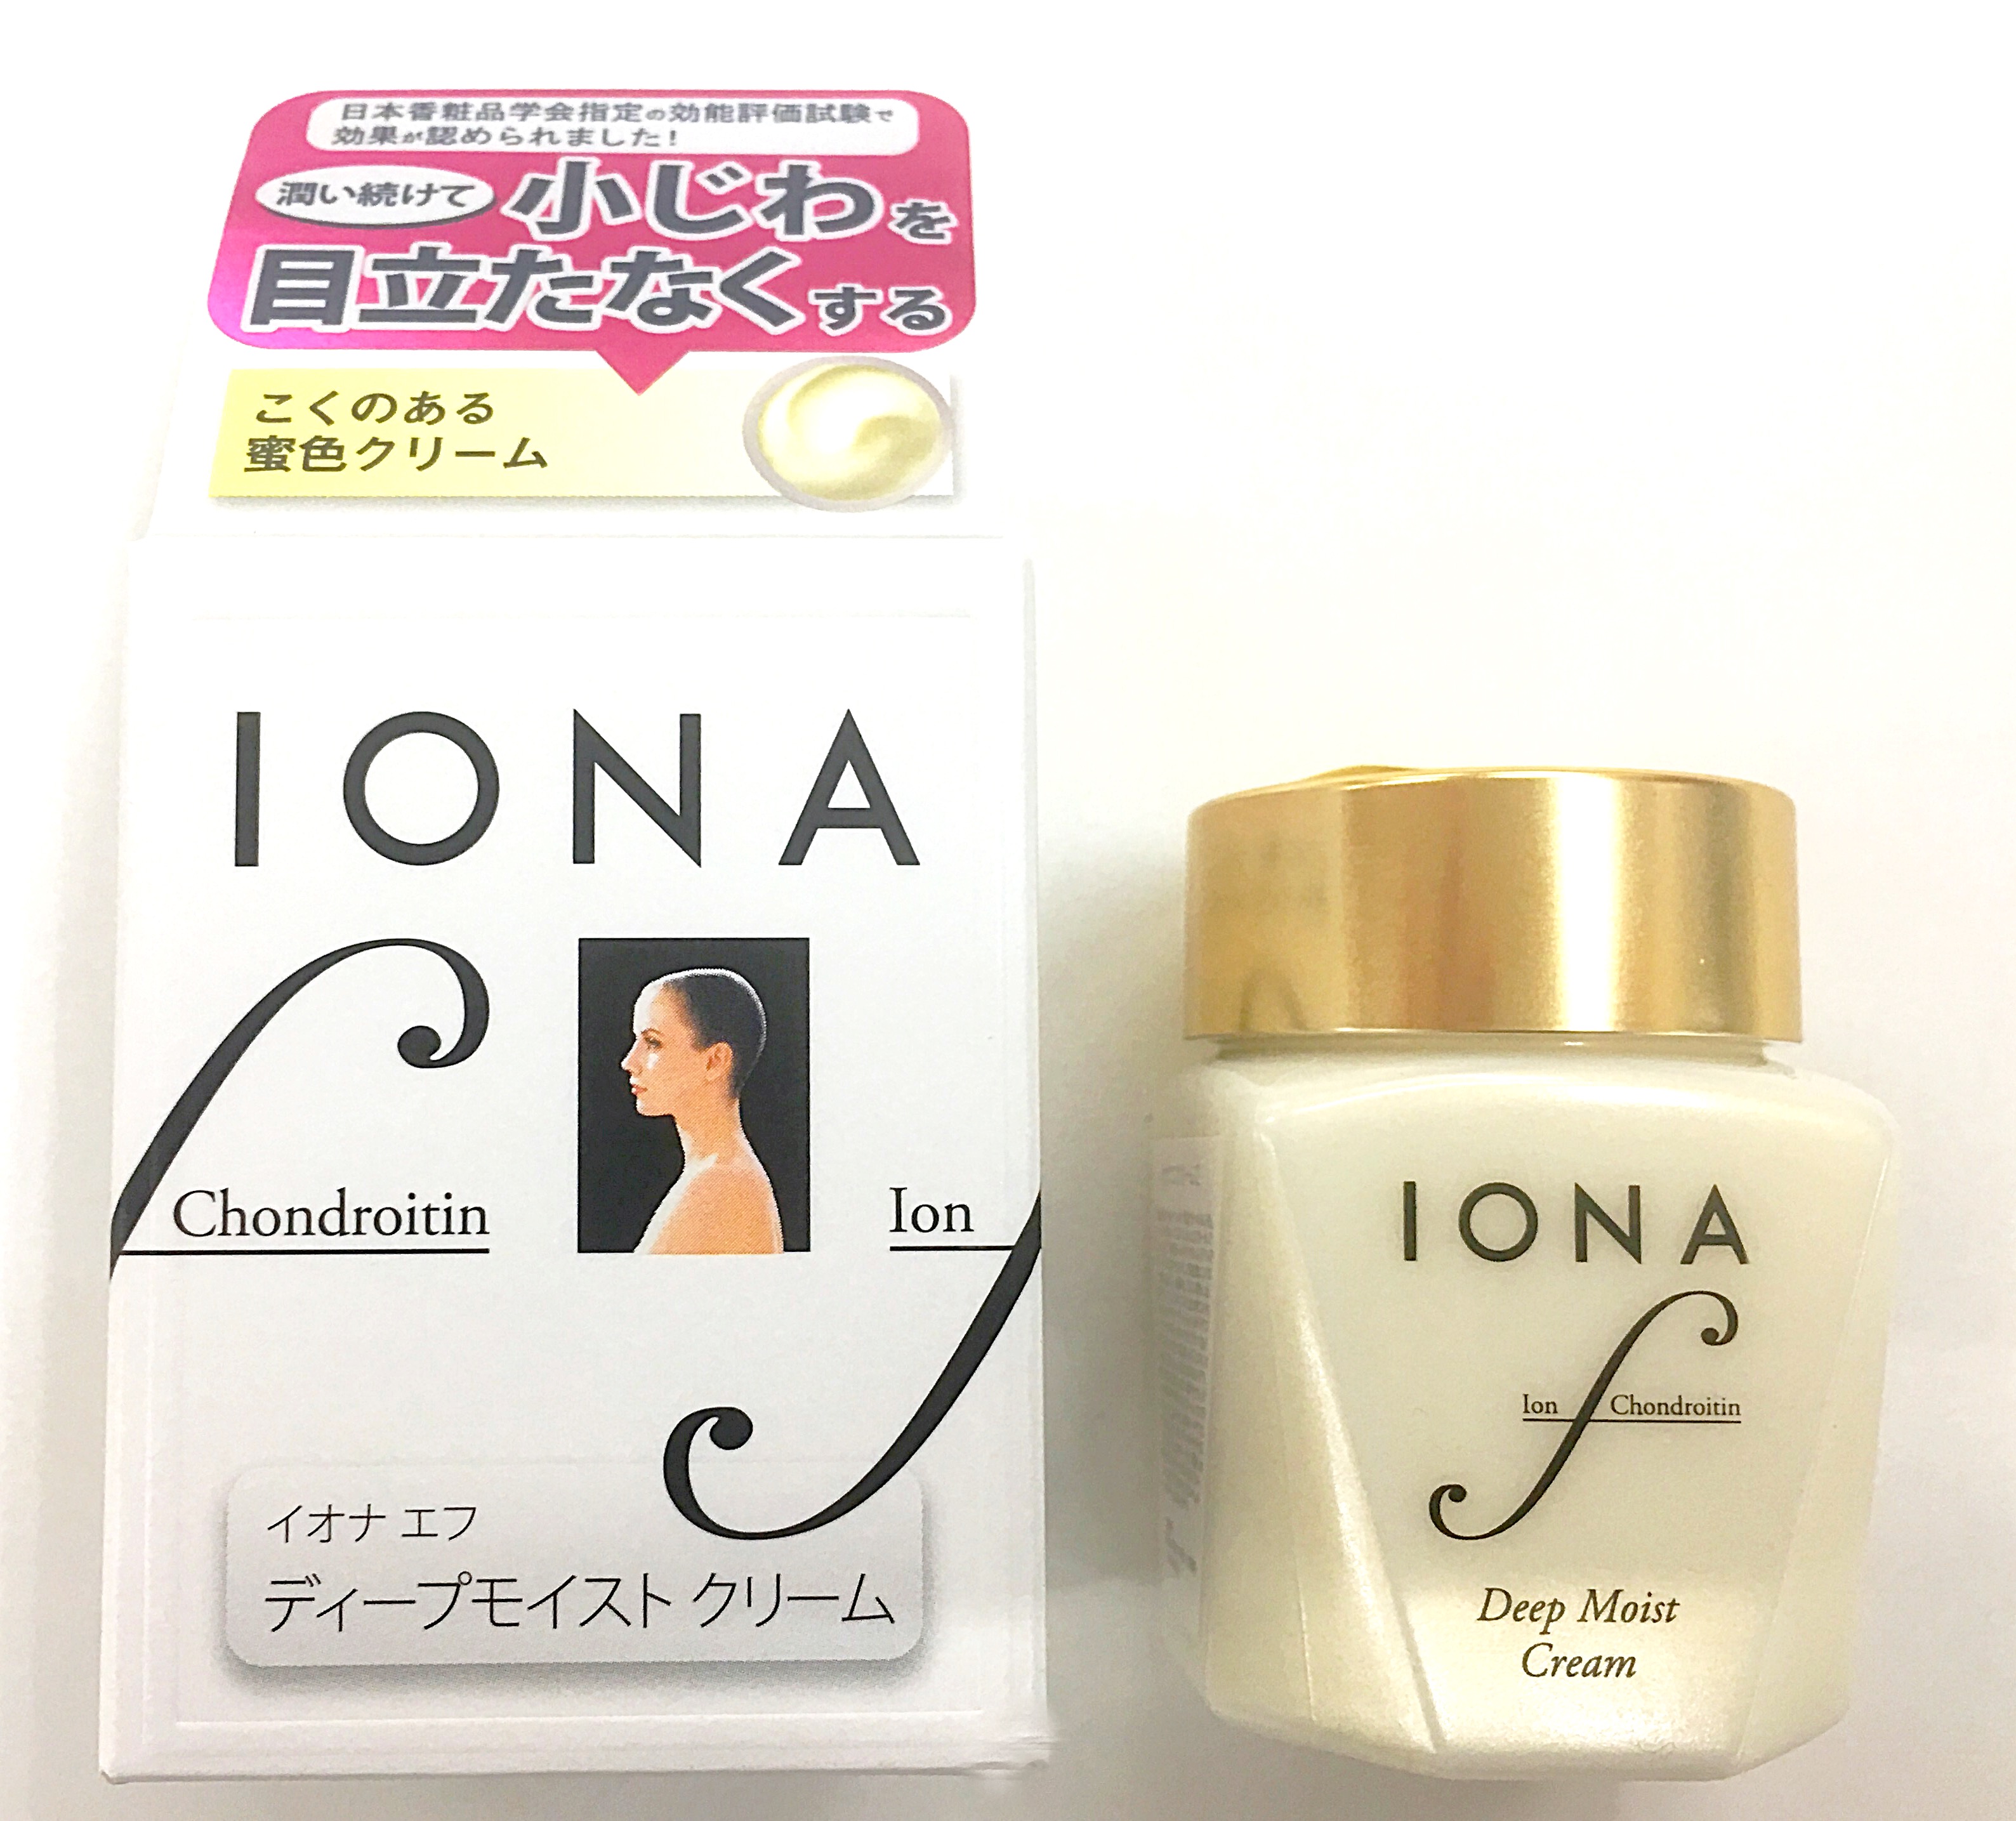 日本香粧品学会指定の効能評価試験で
効果が認められました!
潤い続けて 小じわを
目立たなくする
こくのある
蜜色クリーム
IONA
Chondroitin Ion
イオナ エフ
ディープモイスト クリーム
IONA
f
Ion Chondroitin
Deep Moist
Cream